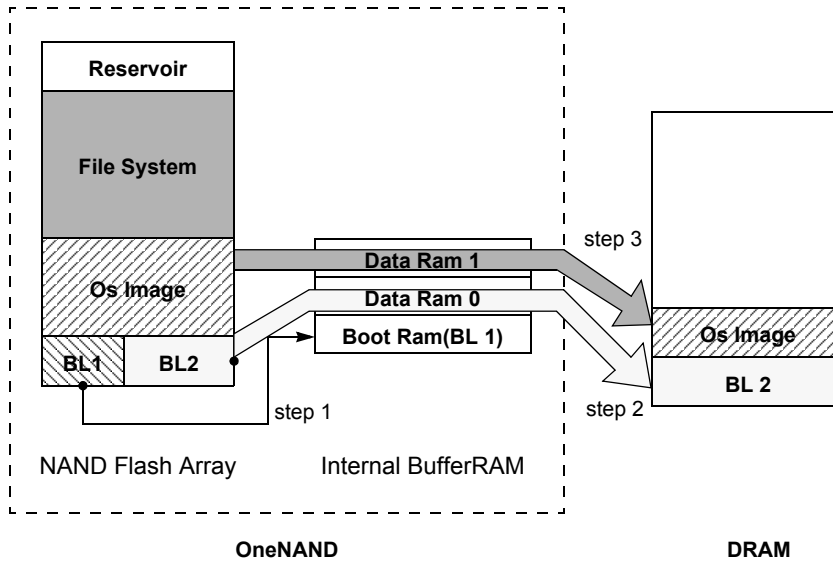 Reservoir
File System
step 3
Data Ram 1
Os Image
Data Ram 0
Boot Ram(BL 1)
Os Image
BL1
BL2
BL 2
step 1
step 2
NAND Flash Array
Internal BufferRAM
OneNAND
DRAM